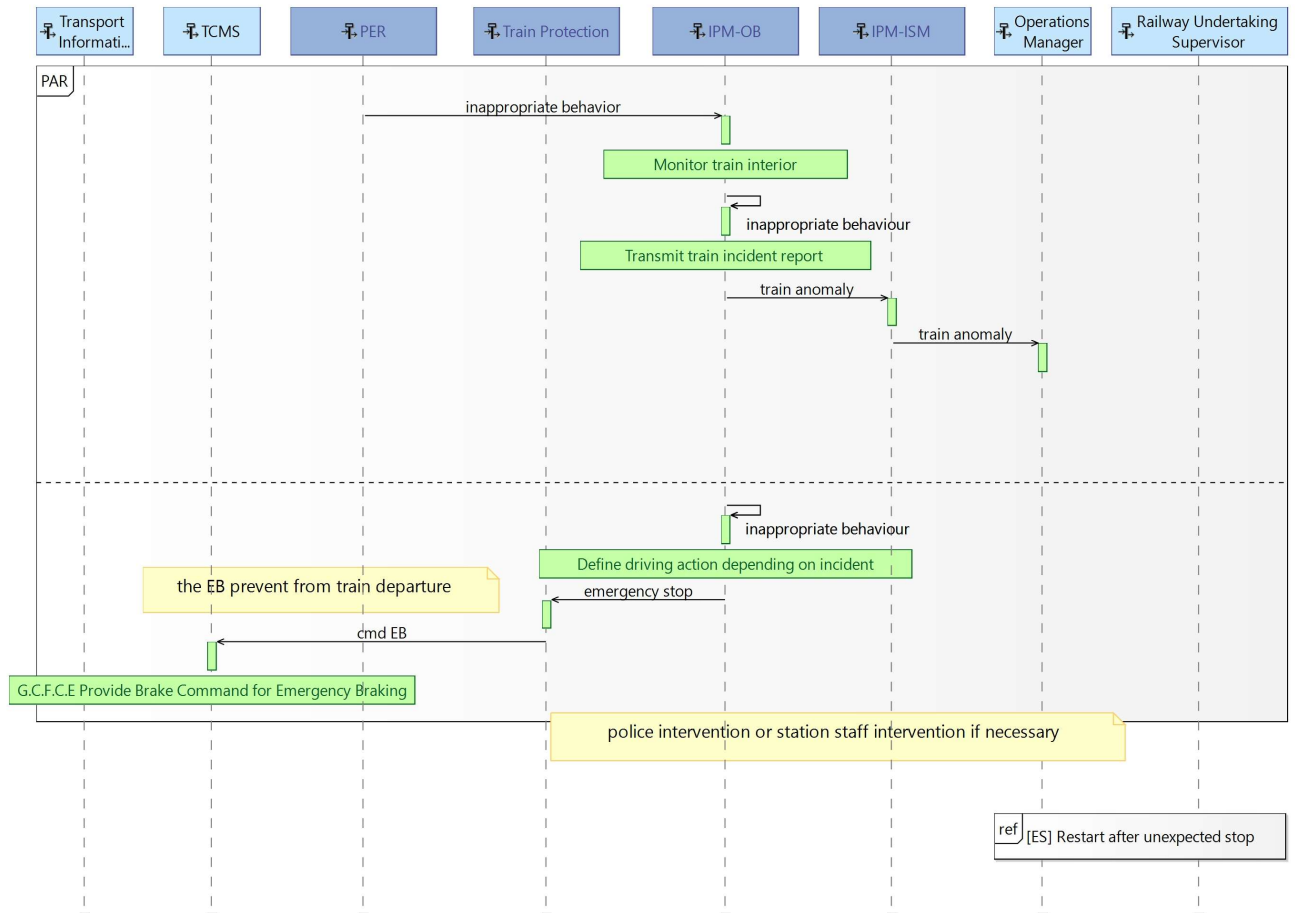 Transport
Informati...
TCMS
PER
Train Protection
IPM-OB
IPM-ISM
Operations
Manager
Railway Undertaking
Supervisor
PAR
inappropriate behavior
Monitor train interior
inappropriate behaviour
Transmit train incident report
train anomaly
train anomaly
inappropriate behaviour
Define driving action depending on incident
the EB prevent from train departure
emergency stop
cmd EB
G.C.F.C.E Provide Brake Command for Emergency Braking
police intervention or station staff intervention if necessary
ref
[ES] Restart after unexpected stop